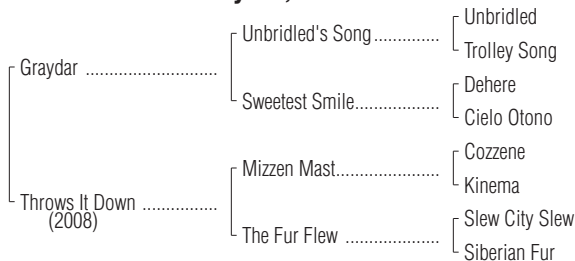 Unbridled
Unbridled's Song..............
Trolley Song
Graydar ............................
Dehere
Sweetest Smile..................
Cielo Otono
Cozzene
Mizzen Mast......................
Kinema
Throws It Down ................
(2008)
Slew City Slew
The Fur Flew ....................
Siberian Fur